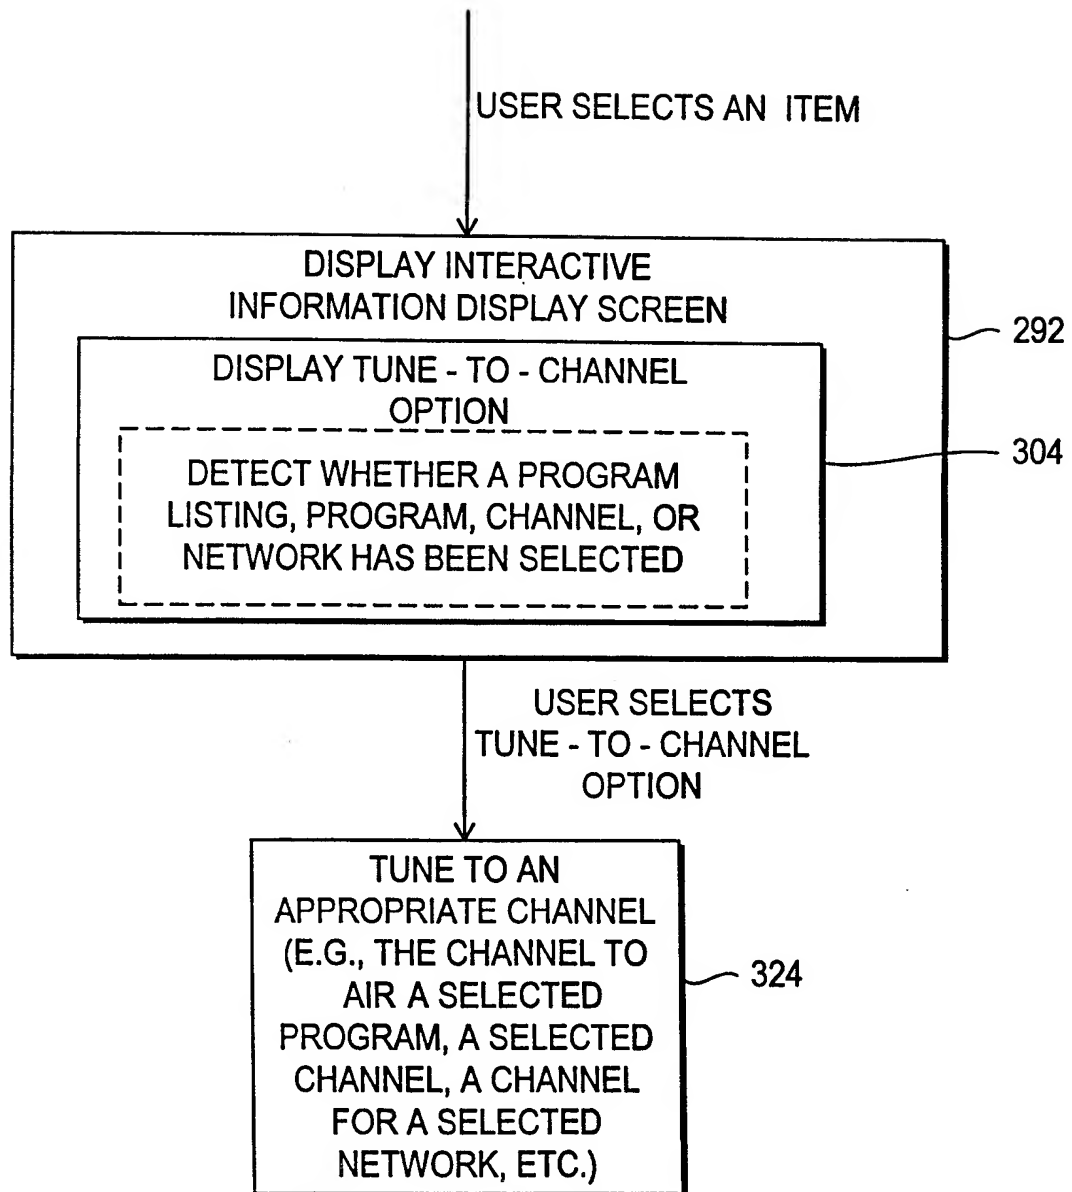 USER SELECTS AN ITEM
DISPLAY INTERACTIVE
INFORMATION DISPLAY SCREEN
292
DISPLAY TUNE - TO - CHANNEL
OPTION
304
DETECT WHETHER A PROGRAM
LISTING, PROGRAM, CHANNEL, OR
NETWORK HAS BEEN SELECTED
USER SELECTS
TUNE - TO - CHANNEL
OPTION
TUNE TO AN
APPROPRIATE CHANNEL
(E.G., THE CHANNEL TO
AIR A SELECTED
PROGRAM, A SELECTED
CHANNEL, A CHANNEL
FOR A SELECTED
NETWORK, ETC.)
324